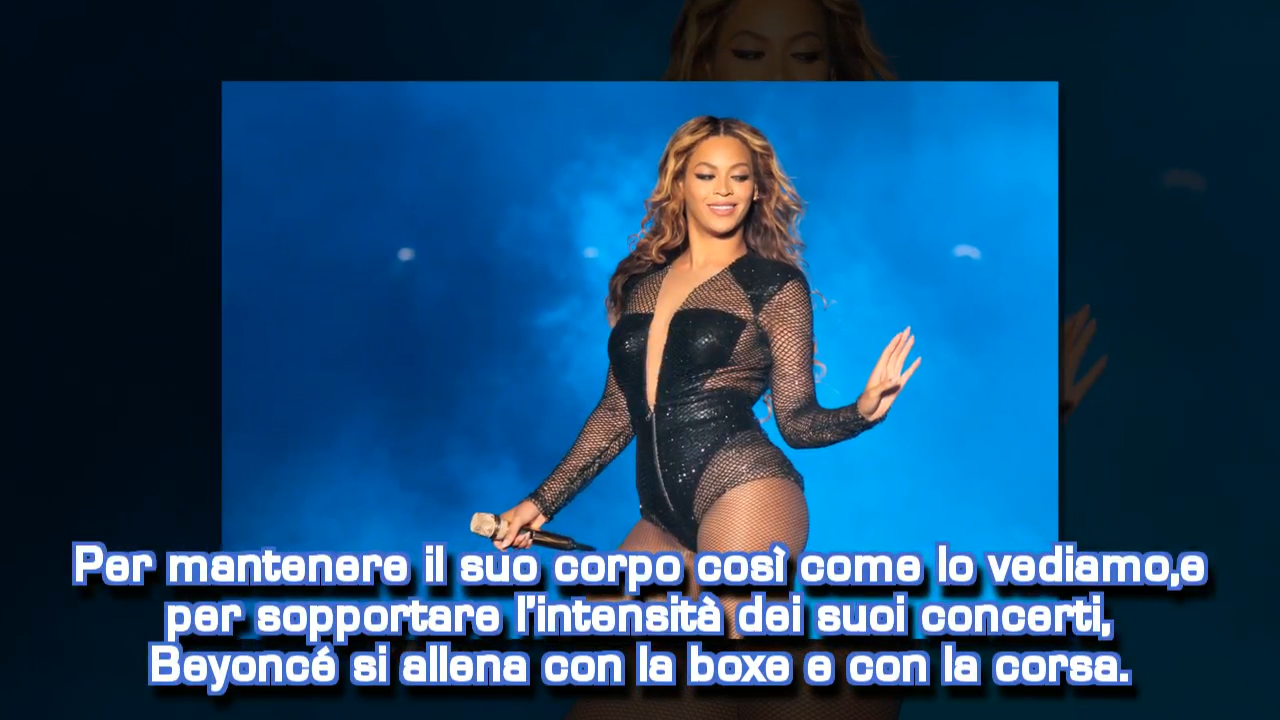 Per mantenere il suo corpo così come lo vediamo,e
per sopportare l'intensità dei suoi concerti,
Beyoncé si allena con la boxe e con la corsa.